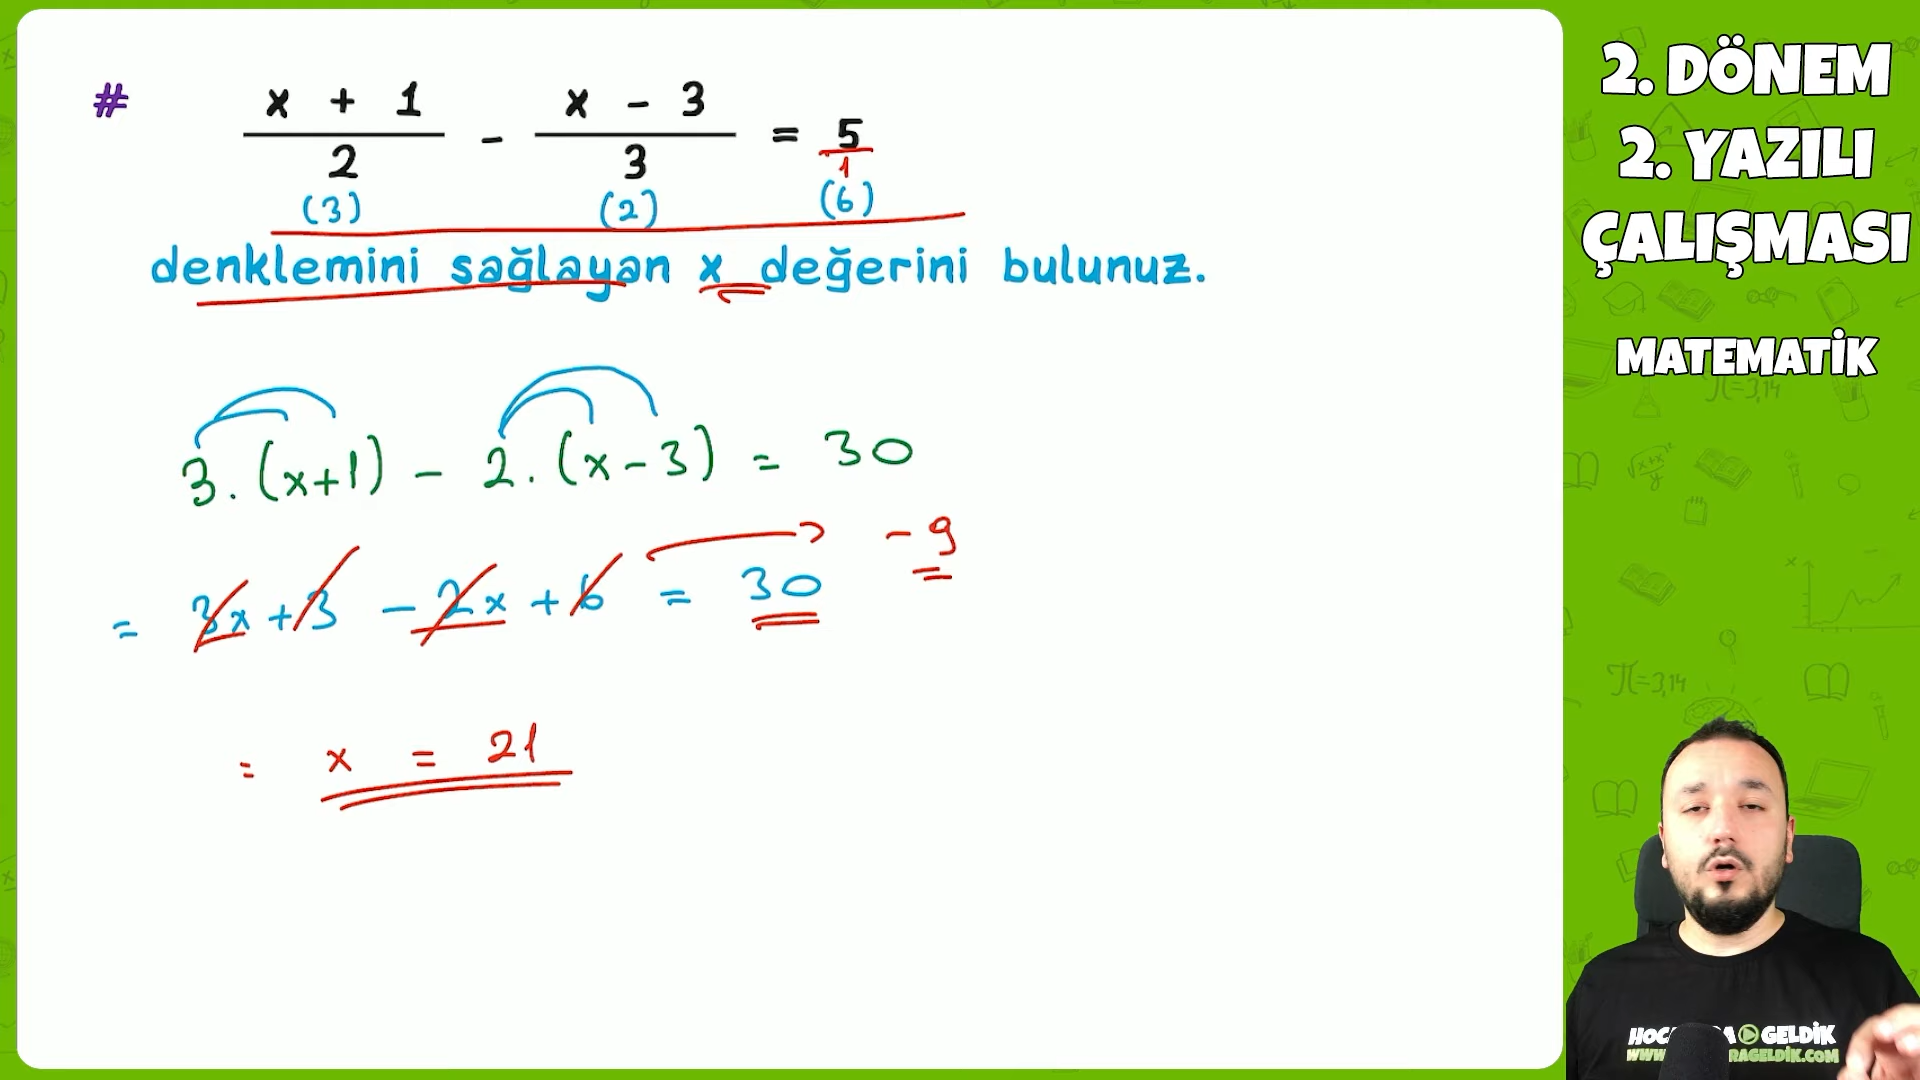 # x + 1 / 2 - x - 3 / 3 = 5 / 1
(3) (2) (6)
denklemini sağlayan x değerini bulunuz.
3.(x+1) - 2.(x-3) = 30
= 3x+3 - 2x + 6 = 30 - 9
= x = 21
2. DÖNEM
2. YAZILI
ÇALIŞMASI
MATEMATİK
GELDİK